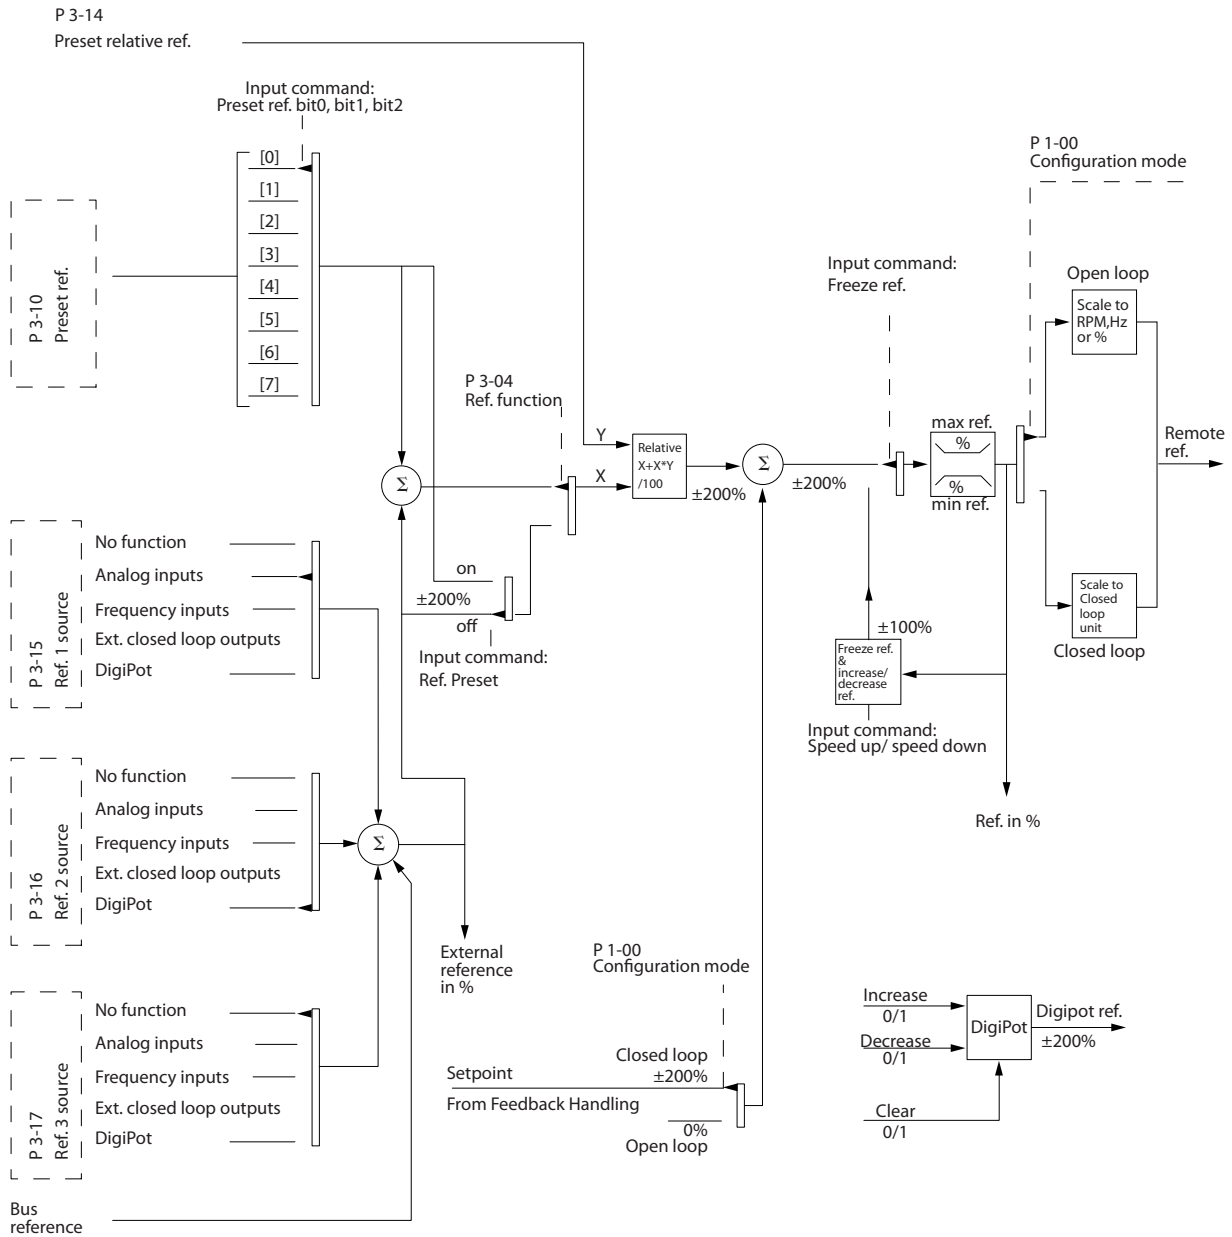 P 3-14
Preset relative ref.
Input command:
Preset ref. bit0, bit1, bit2
[0]
[1]
[2]
[3]
[4]
[5]
[6]
[7]
P 3-10
Preset ref.
P 1-00
Configuration mode
Input command:
Freeze ref.
Open loop
Scale to
RPM,Hz
or %
P 3-04
Ref. function
Y
X
Relative
X+X*Y
/100
±200%
Σ
±200%
max ref.
%
%
min ref.
Remote
ref.
Σ
P 3-15
Ref. 1 source
No function
Analog inputs
Frequency inputs
Ext. closed loop outputs
DigiPot
on
±200%
off
Input command:
Ref. Preset
±100%
Freeze ref.
&
increase/
decrease
ref.
Input command:
Speed up/ speed down
Scale to
Closed
loop
unit
Closed loop
Ref. in %
P 3-16
Ref. 2 source
No function
Analog inputs
Frequency inputs
Ext. closed loop outputs
DigiPot
Σ
External
reference
in %
P 1-00
Configuration mode
Closed loop
±200%
Setpoint
From Feedback Handling
0%
Open loop
Increase
0/1
Decrease
0/1
DigiPot
Digipot ref.
±200%
Clear
0/1
P 3-17
Ref. 3 source
No function
Analog inputs
Frequency inputs
Ext. closed loop outputs
DigiPot
Bus
reference